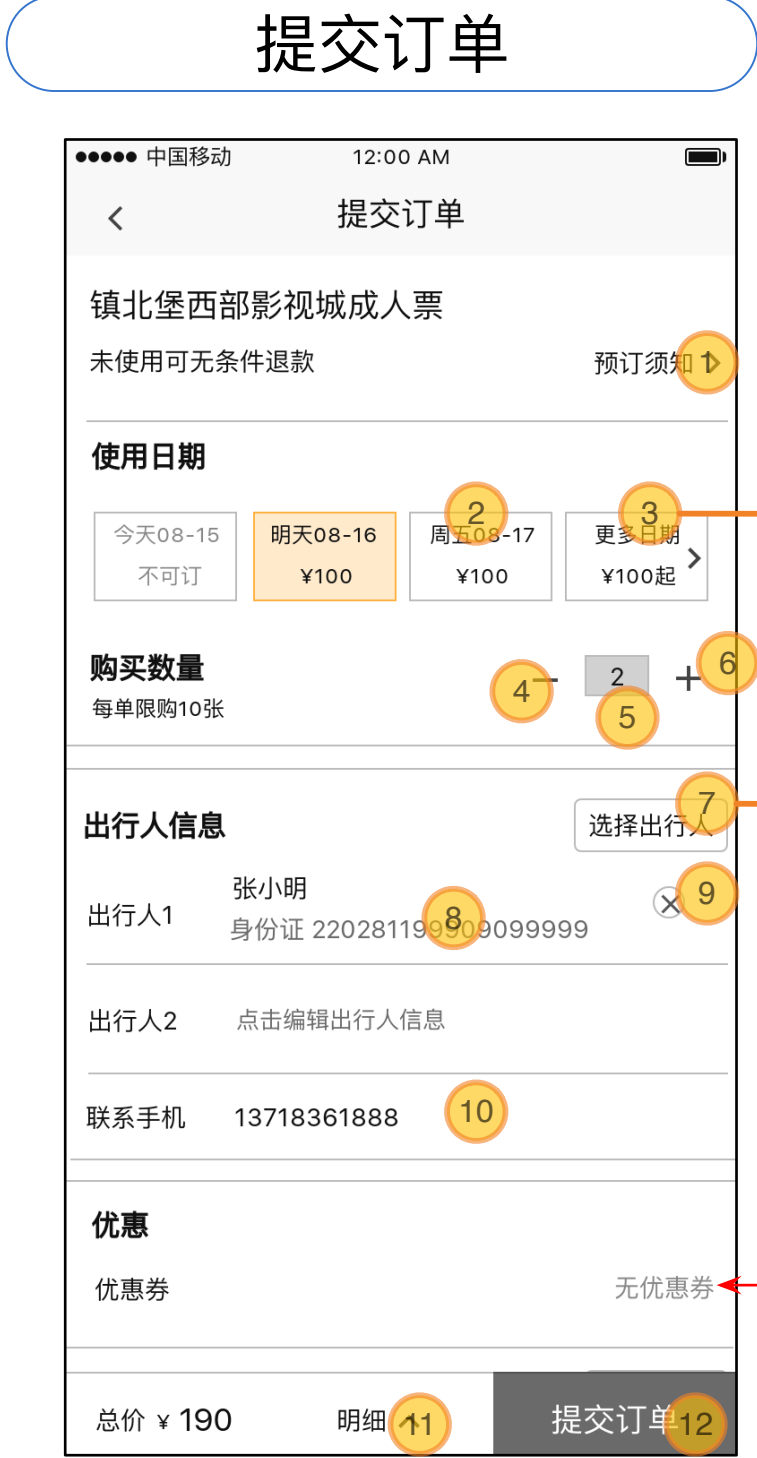 提交订单
中国移动 12:00 AM
提交订单
镇北堡西部影视城成人票
未使用可无条件退款 预订须知 1
使用日期
2 3
今天08-15 明天08-16 周五08-17 更多日期
不可订 ¥100 ¥100 ¥100起
购买数量 4 2 6
每单限购10张 5
7
出行人信息 选择出行人
张小明 9
出行人1 8
身份证 220281199909099999
出行人2 点击编辑出行人信息
联系手机 13718361888 10
优惠
优惠券 无优惠券
总价 ¥ 190 明细 11 提交订单 12